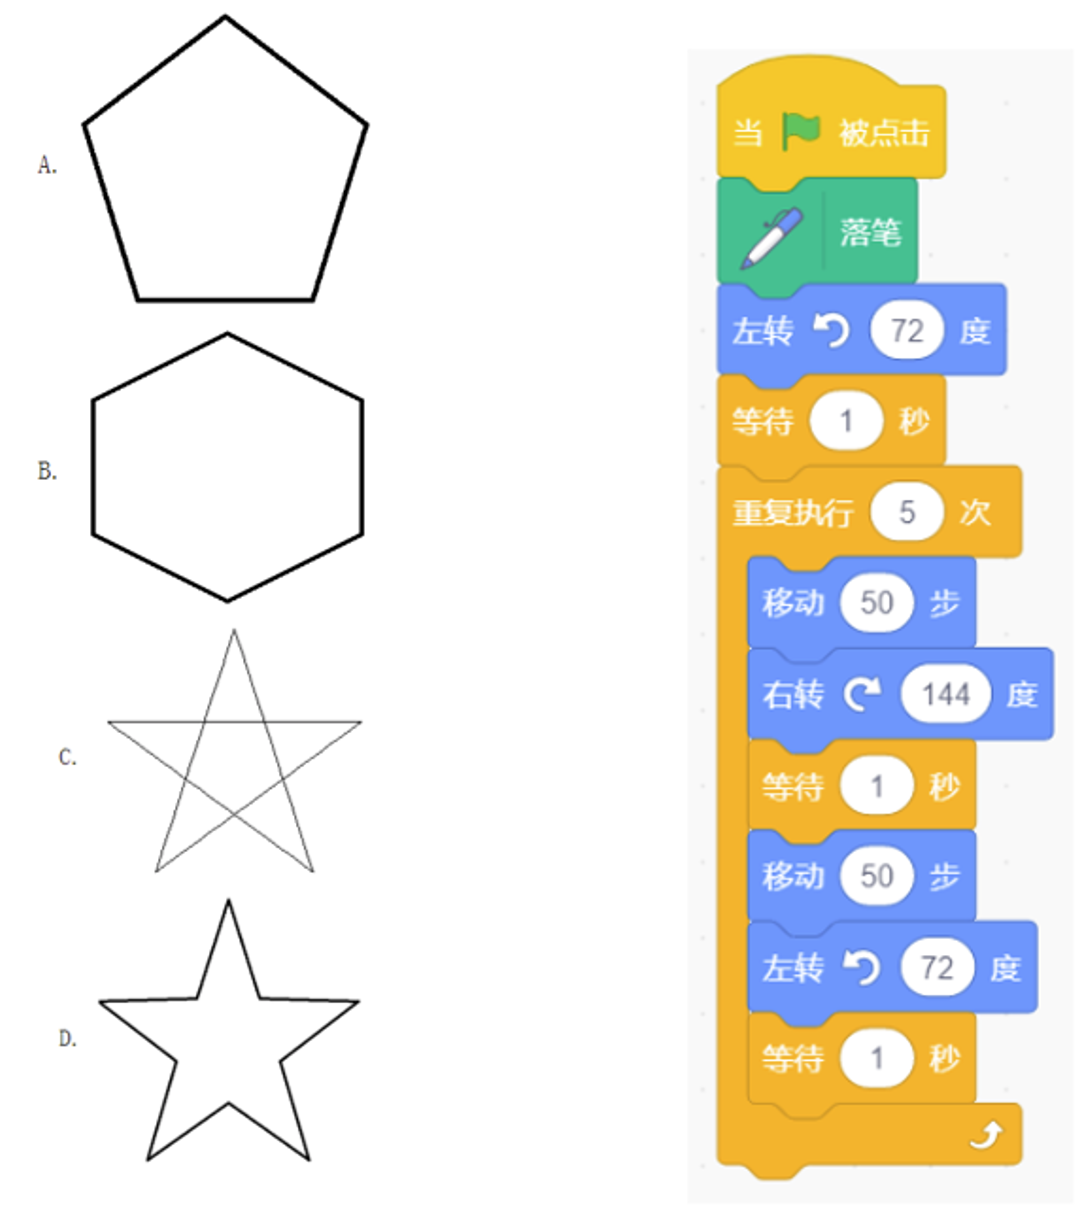 A.
B.
C.
D.
当 被点击
落笔
左转 72 度
等待 1 秒
重复执行 5 次
移动 50 步
右转 144 度
等待 1 秒
移动 50 步
左转 72 度
等待 1 秒